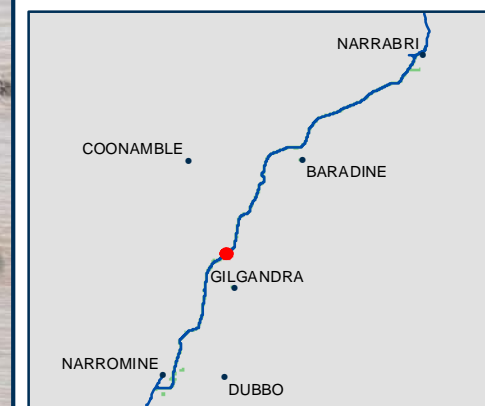 NARRABRI
COONAMBLE
BARADINE
GILGANDRA
NARROMINE
DUBBO